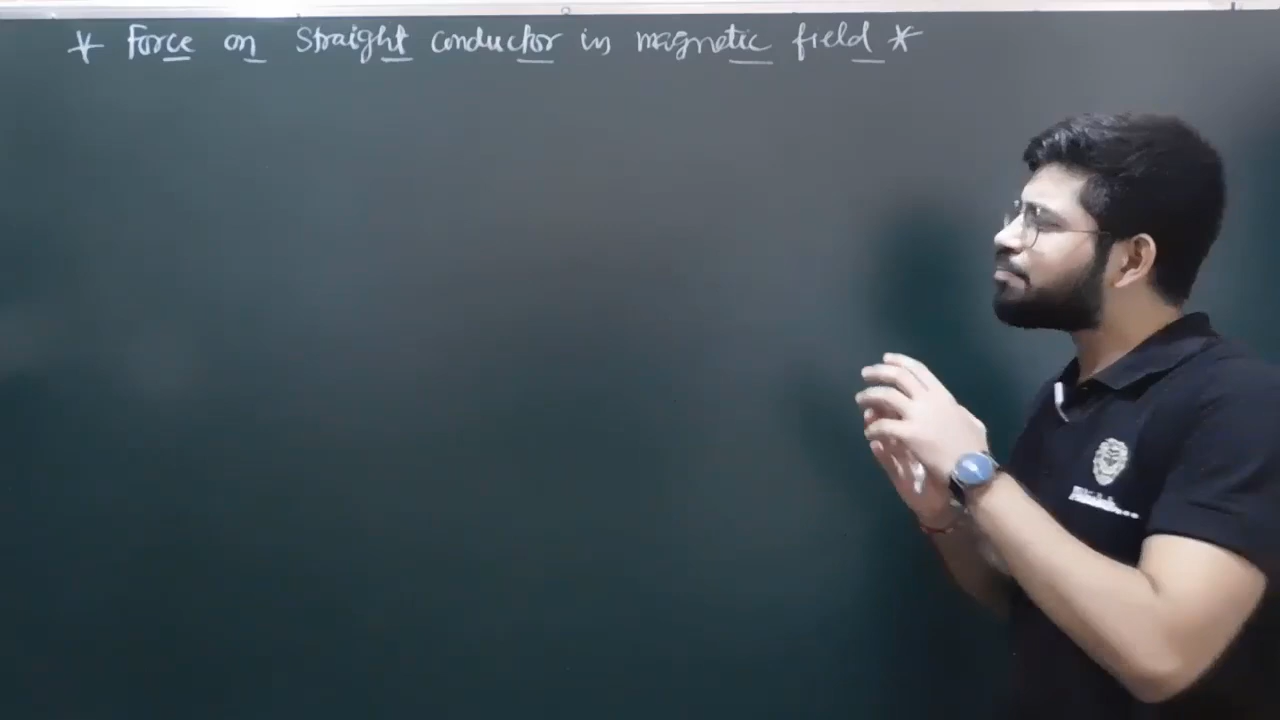 * Force on straight conductor in magnetic field *